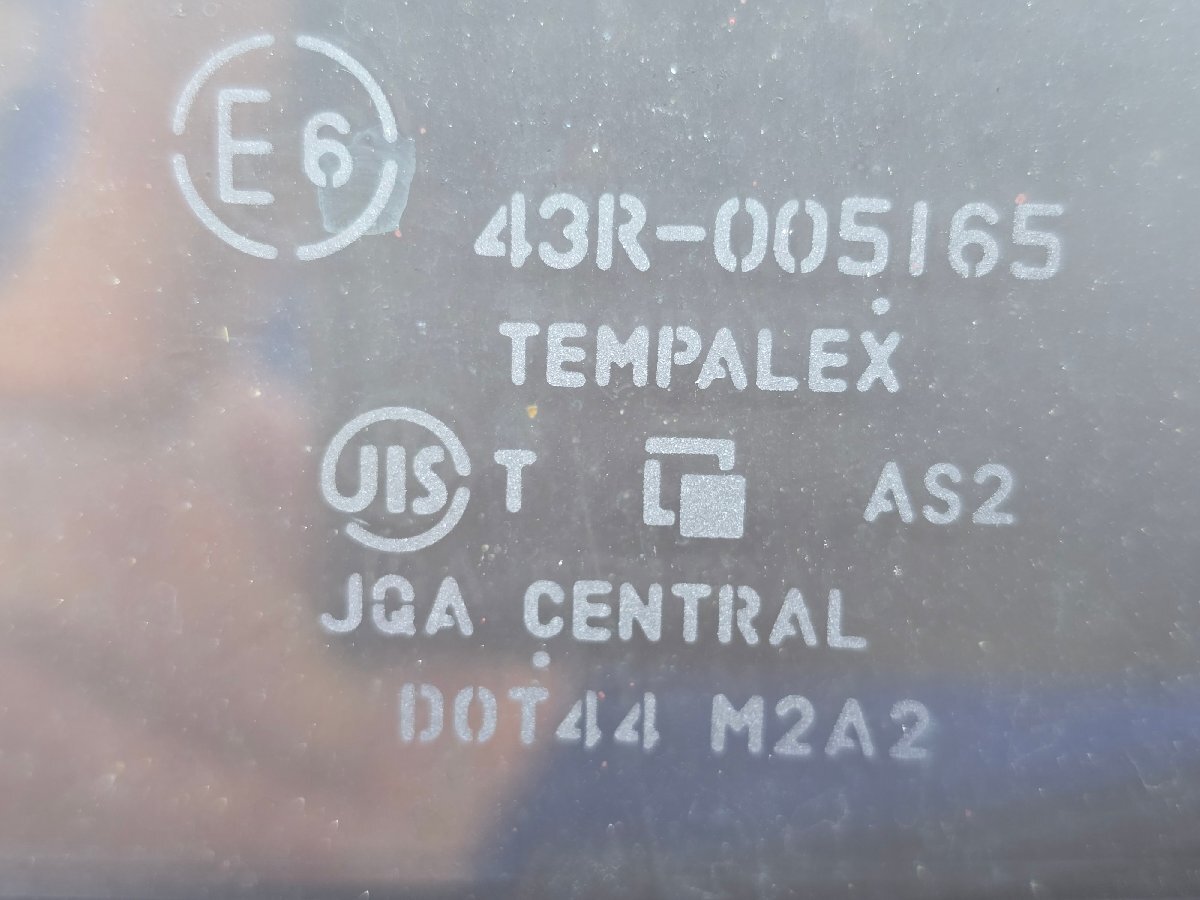 E6
43R-005165
TEMPALEX
JIS T AS2
JQA CENTRAL
DOT44 M2A2